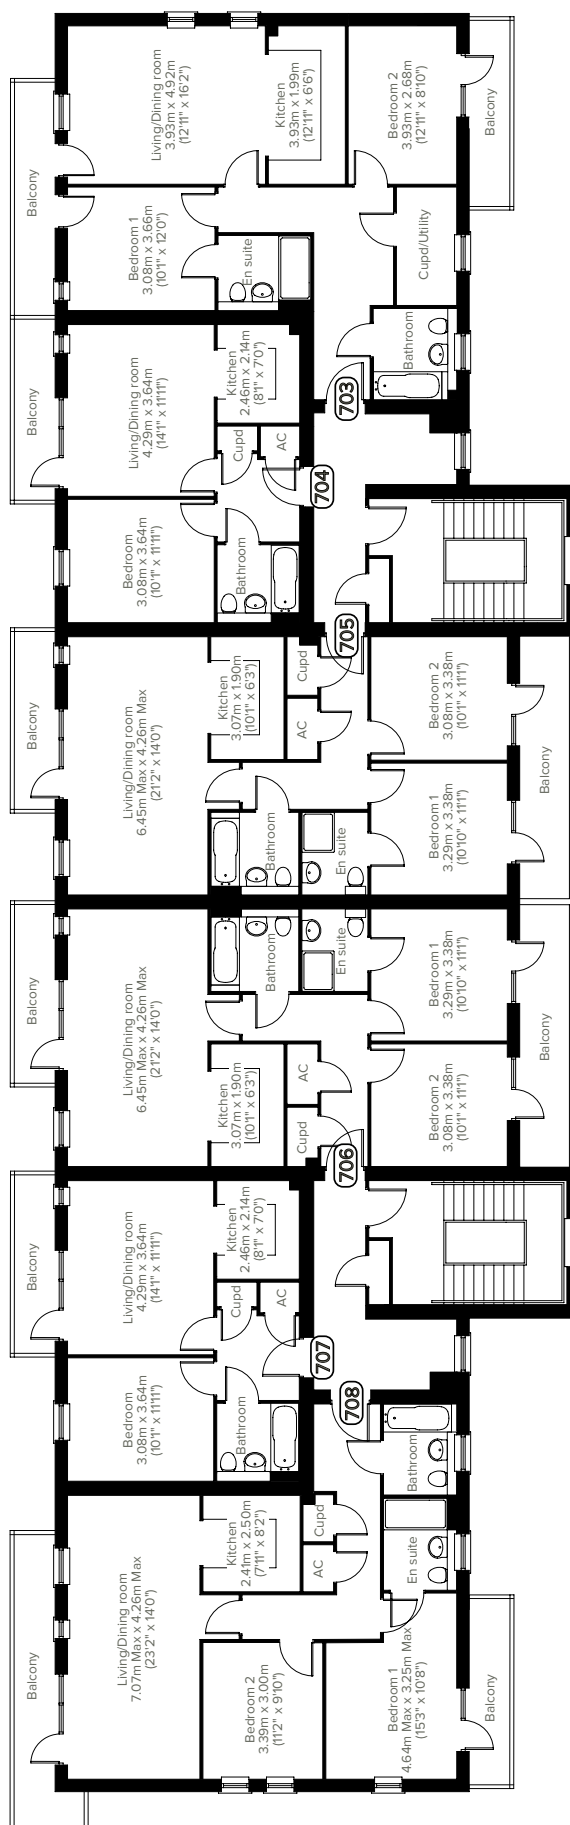 Living/Dining room
3.93m x 4.92m
(12'11" x 16'2")
Kitchen
3.93m x 1.99m
(12'11" x 6'6")
Bedroom 2
3.93m x 2.68m
(12'11" x 8'10")
Balcony
Balcony
Bedroom 1
3.08m x 3.66m
(10'1" x 12'0")
En suite
Cupd/Utility
Bathroom
703
Balcony
Living/Dining room
4.29m x 3.64m
(14'1" x 11'11")
Kitchen
2.46m x 2.14m
(8'1" x 7'0")
Cupd
AC
704
Bedroom
3.08m x 3.64m
(10'1" x 11'11")
Bathroom
705
Balcony
Living/Dining room
6.45m Max x 4.26m Max
(21'2" x 14'0")
Kitchen
3.07m x 1.90m
(10'1" x 6'3")
Cupd
AC
Bedroom 2
3.08m x 3.38m
(10'1" x 11'1")
Balcony
Bathroom
En suite
Bedroom 1
3.29m x 3.38m
(10'10" x 11'1")
Balcony
Living/Dining room
6.45m Max x 4.26m Max
(21'2" x 14'0")
Bathroom
En suite
Bedroom 1
3.29m x 3.38m
(10'10" x 11'1")
Balcony
Kitchen
3.07m x 1.90m
(10'1" x 6'3")
AC
Cupd
Bedroom 2
3.08m x 3.38m
(10'1" x 11'1")
706
Balcony
Living/Dining room
4.29m x 3.64m
(14'1" x 11'11")
Kitchen
2.46m x 2.14m
(8'1" x 7'0")
Cupd
AC
707
Bedroom
3.08m x 3.64m
(10'1" x 11'11")
Bathroom
708
Bathroom
Living/Dining room
7.07m Max x 4.26m Max
(23'2" x 14'0")
Kitchen
2.41m x 2.50m
(7'11" x 8'2")
Cupd
AC
En suite
Balcony
Bedroom 2
3.39m x 3.00m
(11'2" x 9'10")
Bedroom 1
4.64m Max x 3.25m Max
(15'3" x 10'8")
Balcony